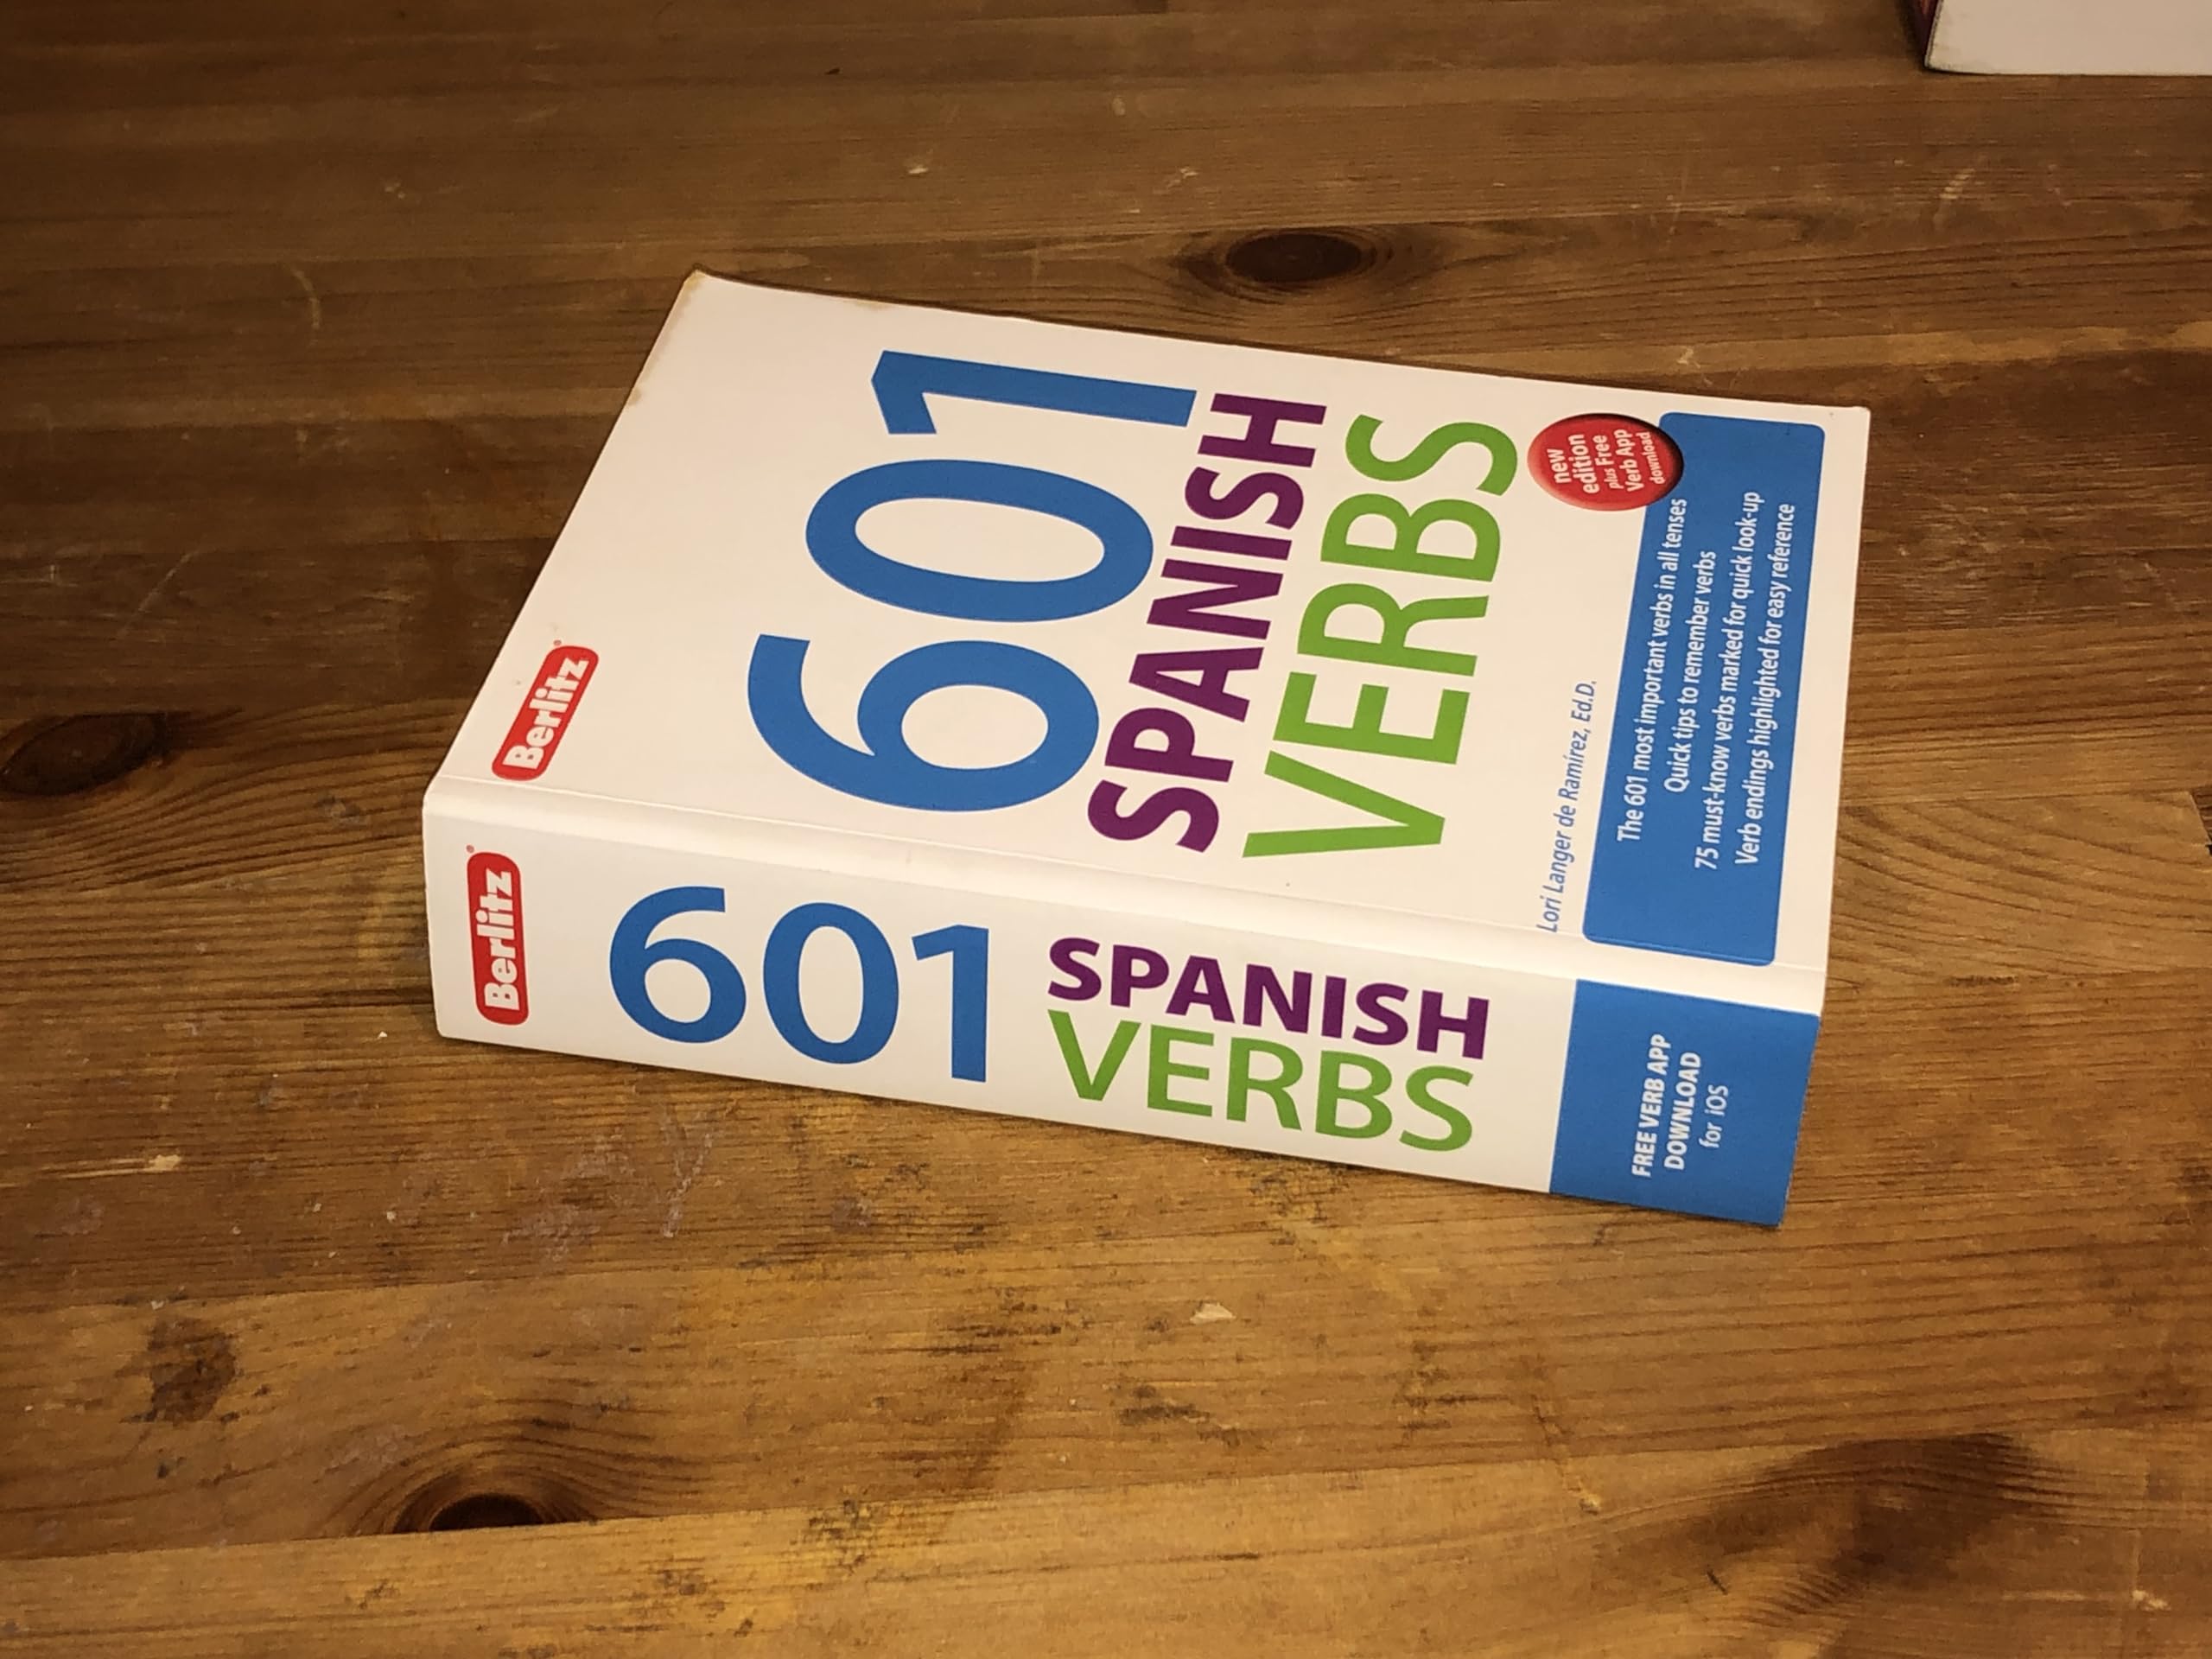 Berlitz®
601
SPANISH
VERBS
new
edition
plus Free
Verb App
download
Lori Langer de Ramírez, Ed.D.
The 601 most important verbs in all tenses
Quick tips to remember verbs
75 must-know verbs marked for quick look-up
Verb endings highlighted for easy reference
Berlitz®
601
SPANISH
VERBS
FREE VERB APP
DOWNLOAD
for iOS